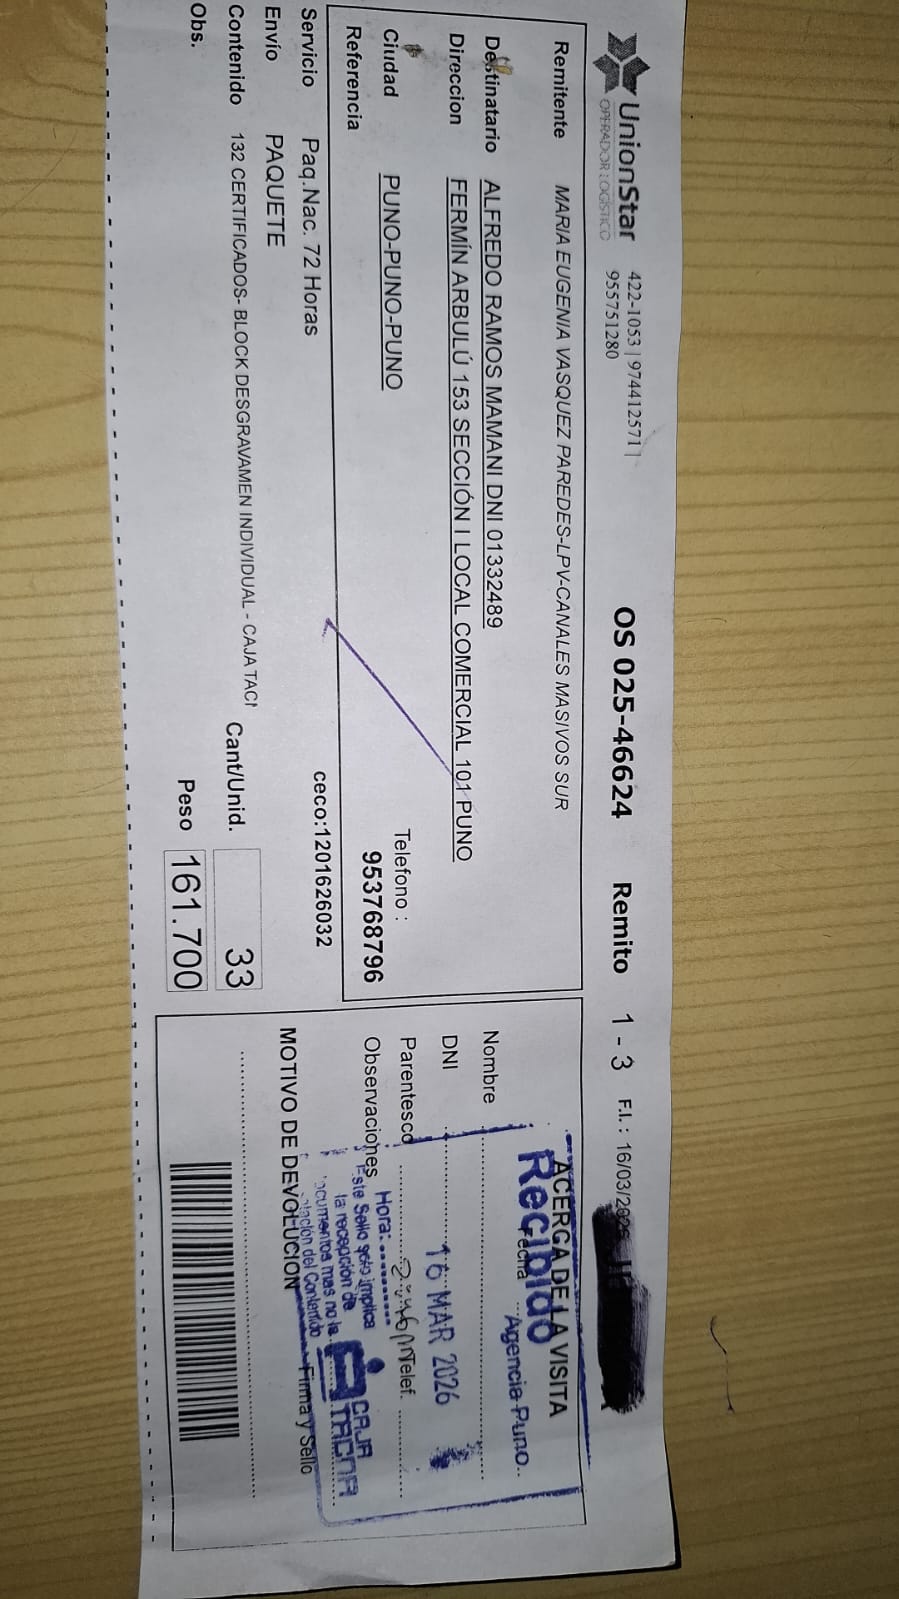 UnionStar
OPERADOR LOGÍSTICO
422-1053 | 974412571 |
955751280
OS 025-46624 Remito 1 - 3 F.I. : 16/03/2026
Remitente MARIA EUGENIA VASQUEZ PAREDES-LPV-CANALES MASIVOS SUR
Destinatario ALFREDO RAMOS MAMANI DNI 01332489
Direccion FERMÍN ARBULÚ 153 SECCIÓN I LOCAL COMERCIAL 101 PUNO
Ciudad PUNO-PUNO-PUNO
Telefono :
953768796
Referencia
Servicio Paq.Nac. 72 Horas
ceco:1201626032
Envío PAQUETE
Contenido 132 CERTIFICADOS- BLOCK DESGRAVAMEN INDIVIDUAL - CAJA TAC
Cant/Unid. 33
Obs.
Peso 161.700
ACERCA DE LA VISITA
Fecha
Nombre
DNI
Parentesco
Telef.
Observaciones
MOTIVO DE DEVOLUCION
Firma y Sello
Recibido
Agencia Puno
16 MAR 2026
Hora:
Este Sello solo implica
la recepción de
documentos mas no la
del Contenido
CAJA
TACNA